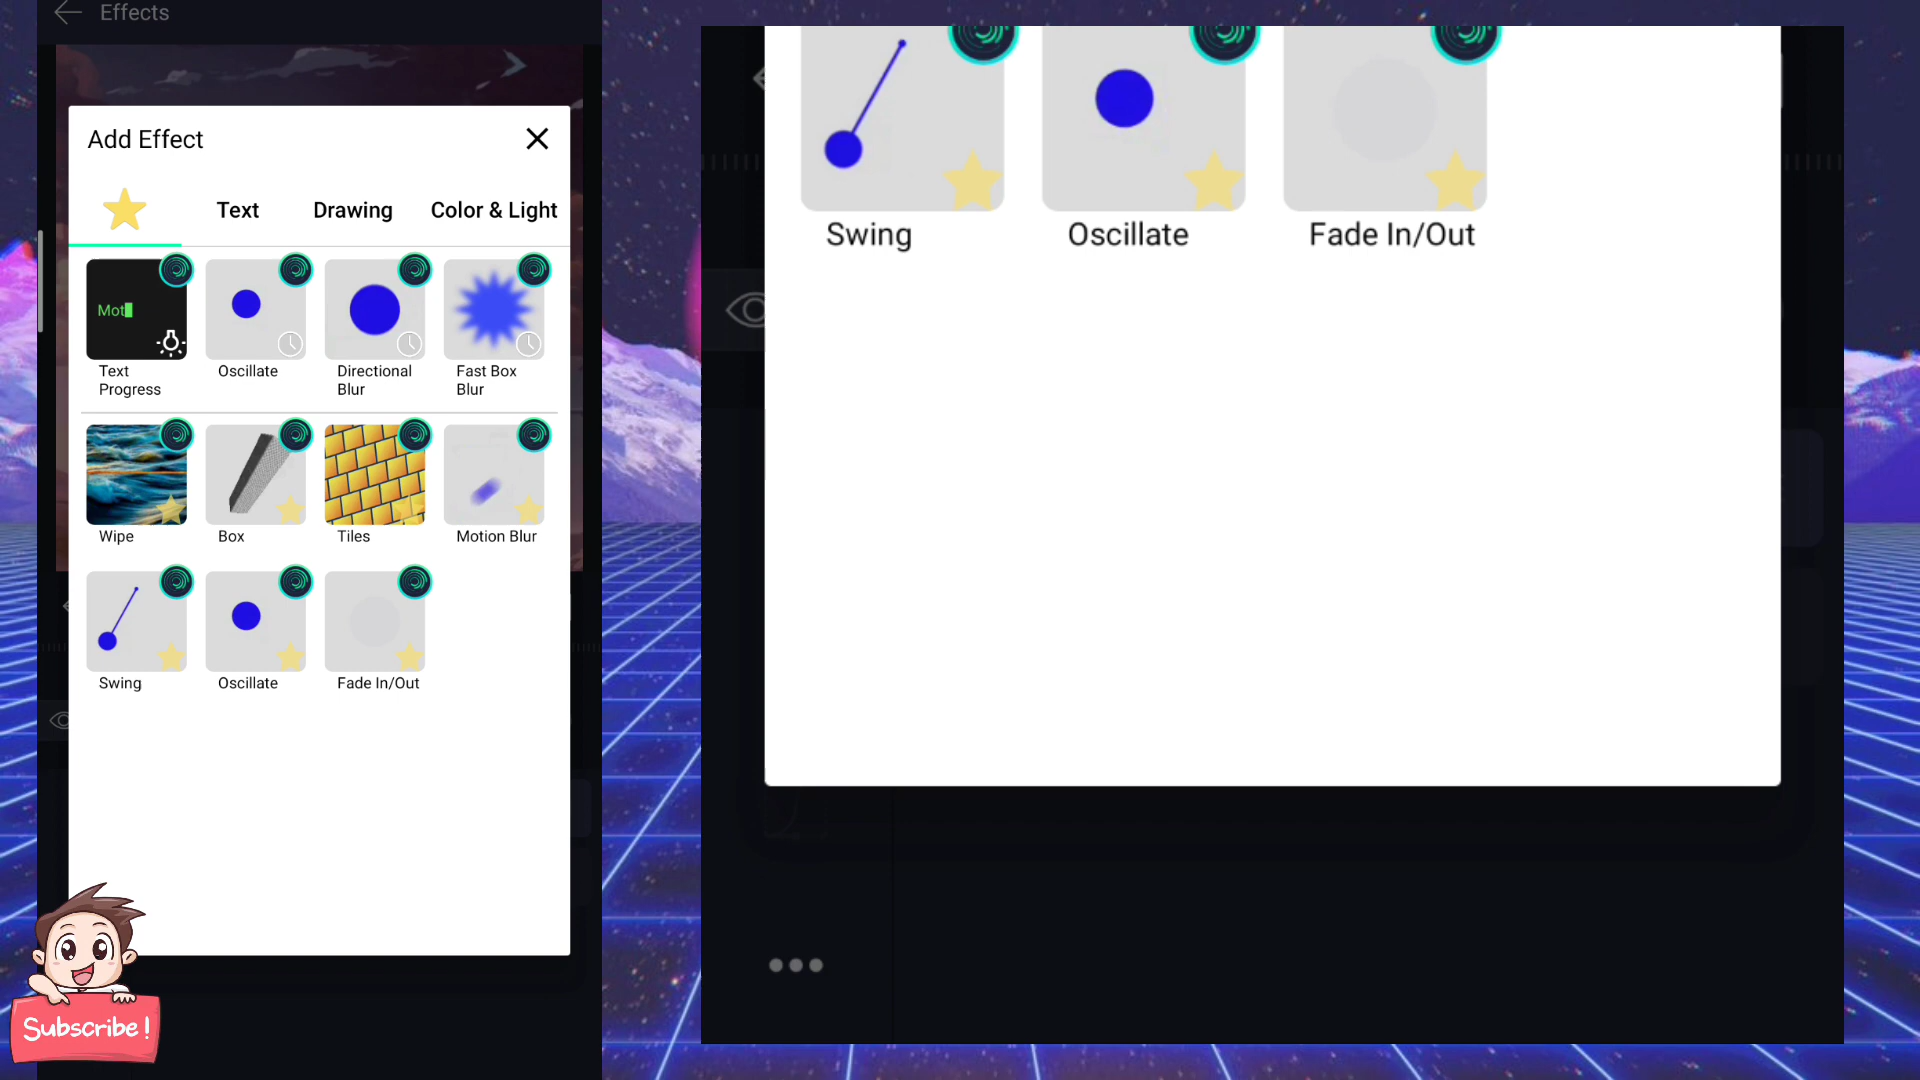 Effects
Add Effect
Text
Drawing
Color & Light
Mot
Text
Progress
Oscillate
Directional
Blur
Fast Box
Blur
Wipe
Box
Tiles
Motion Blur
Swing
Oscillate
Fade In/Out
Subscribe!
Swing
Oscillate
Fade In/Out